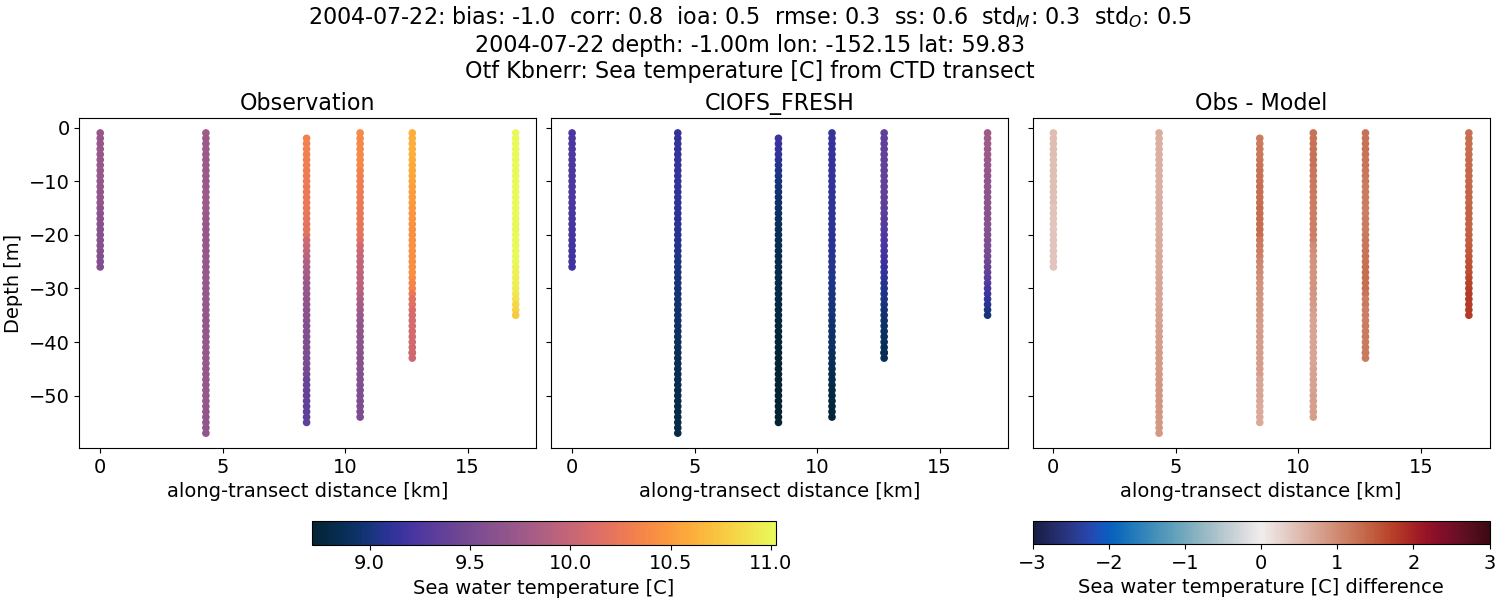 2004-07-22: bias: -1.0  corr: 0.8  ioa: 0.5  rmse: 0.3  ss: 0.6  std_M: 0.3  std_O: 0.5
2004-07-22 depth: -1.00m lon: -152.15 lat: 59.83
Otf Kbnerr: Sea temperature [C] from CTD transect
Observation
CIOFS_FRESH
Obs - Model
Depth [m]
0
−10
−20
−30
−40
−50
0 5 10 15
0 5 10 15
0 5 10 15
along-transect distance [km]
along-transect distance [km]
along-transect distance [km]
9.0 9.5 10.0 10.5 11.0
Sea water temperature [C]
−3 −2 −1 0 1 2 3
Sea water temperature [C] difference